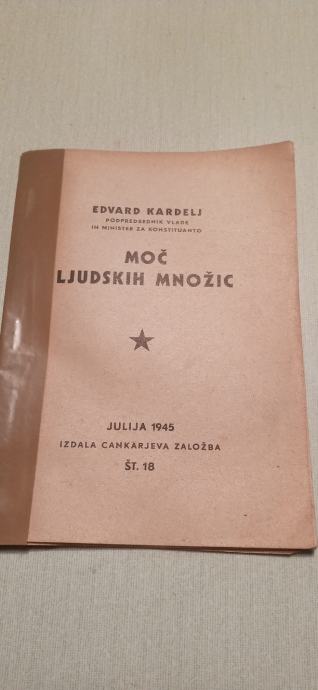 EDVARD KARDELJ
PODPREDSEDNIK VLADE
IN MINISTER ZA KONSTITUANTO
MOČ
LJUDSKIH MNOŽIC
JULIJA 1945
IZDALA CANKARJEVA ZALOŽBA
ŠT. 18